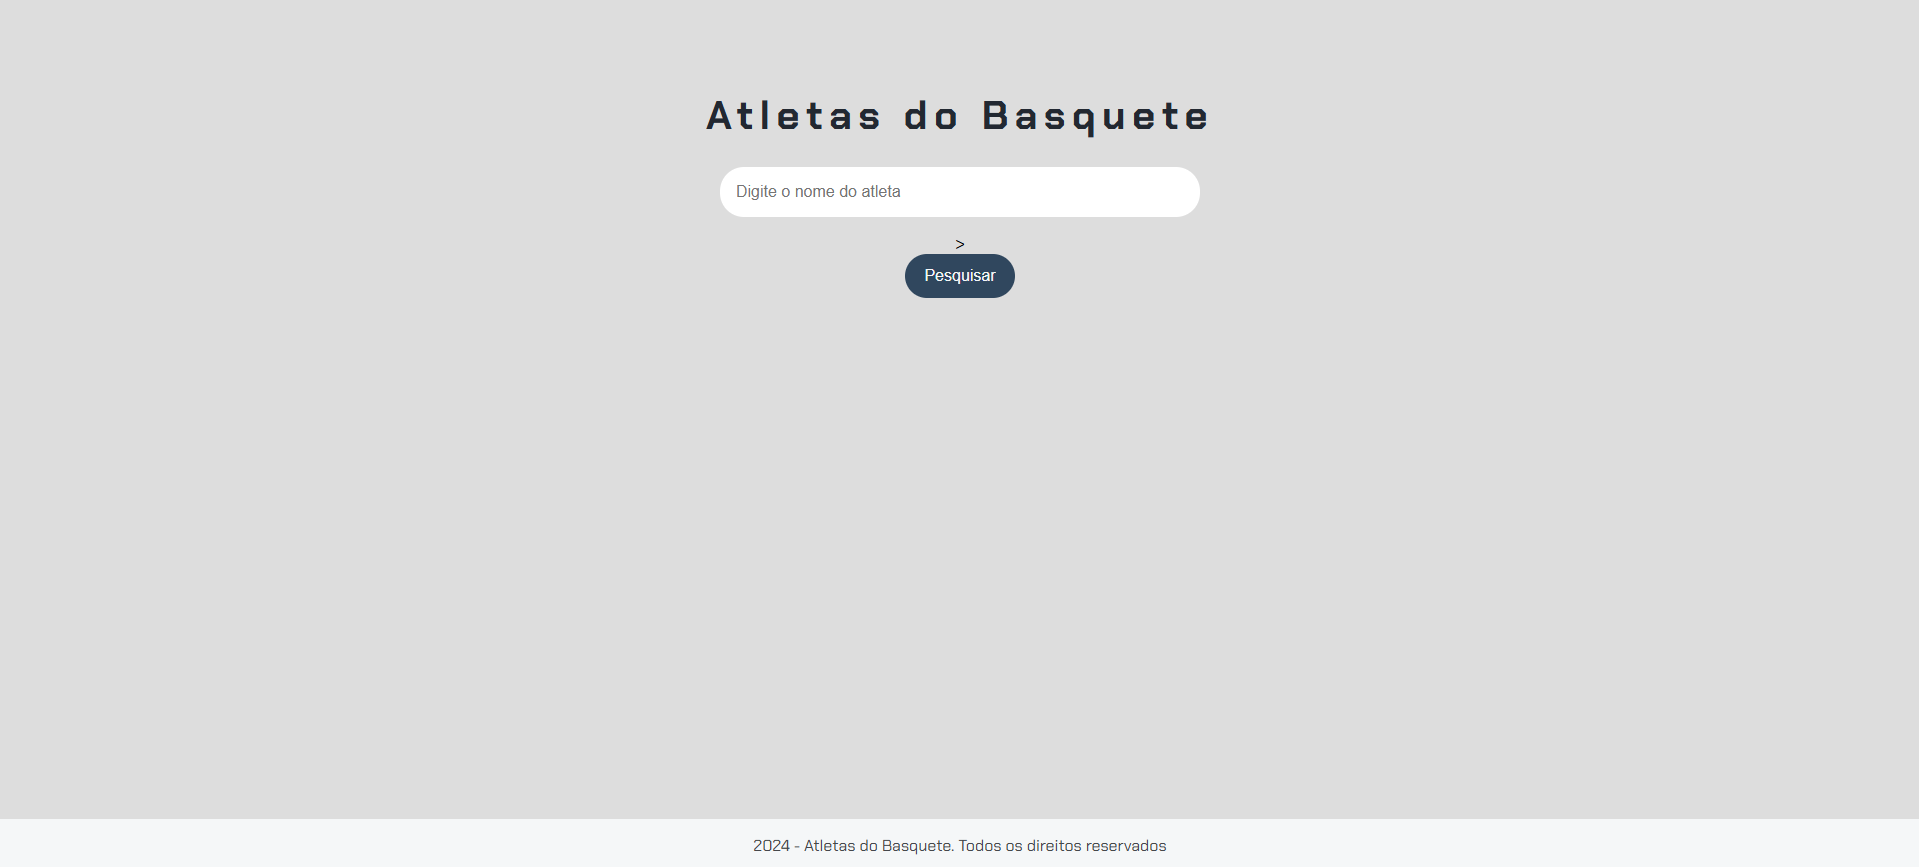 Atletas do Basquete
Digite o nome do atleta
>
Pesquisar
2024 - Atletas do Basquete. Todos os direitos reservados